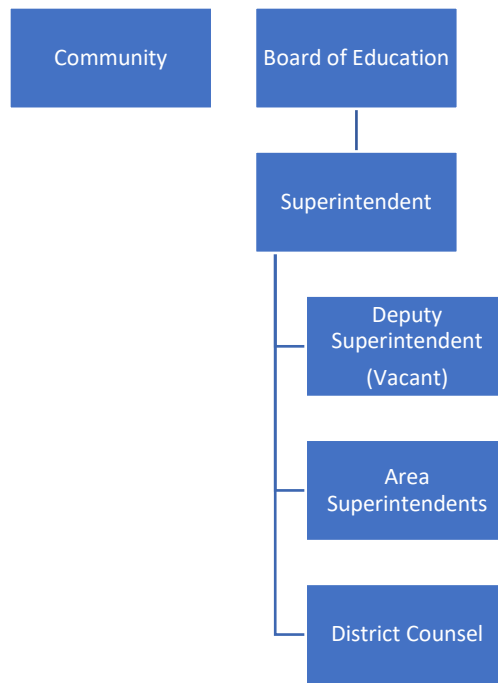 Community
Board of Education
Superintendent
Deputy
Superintendent
(Vacant)
Area
Superintendents
District Counsel